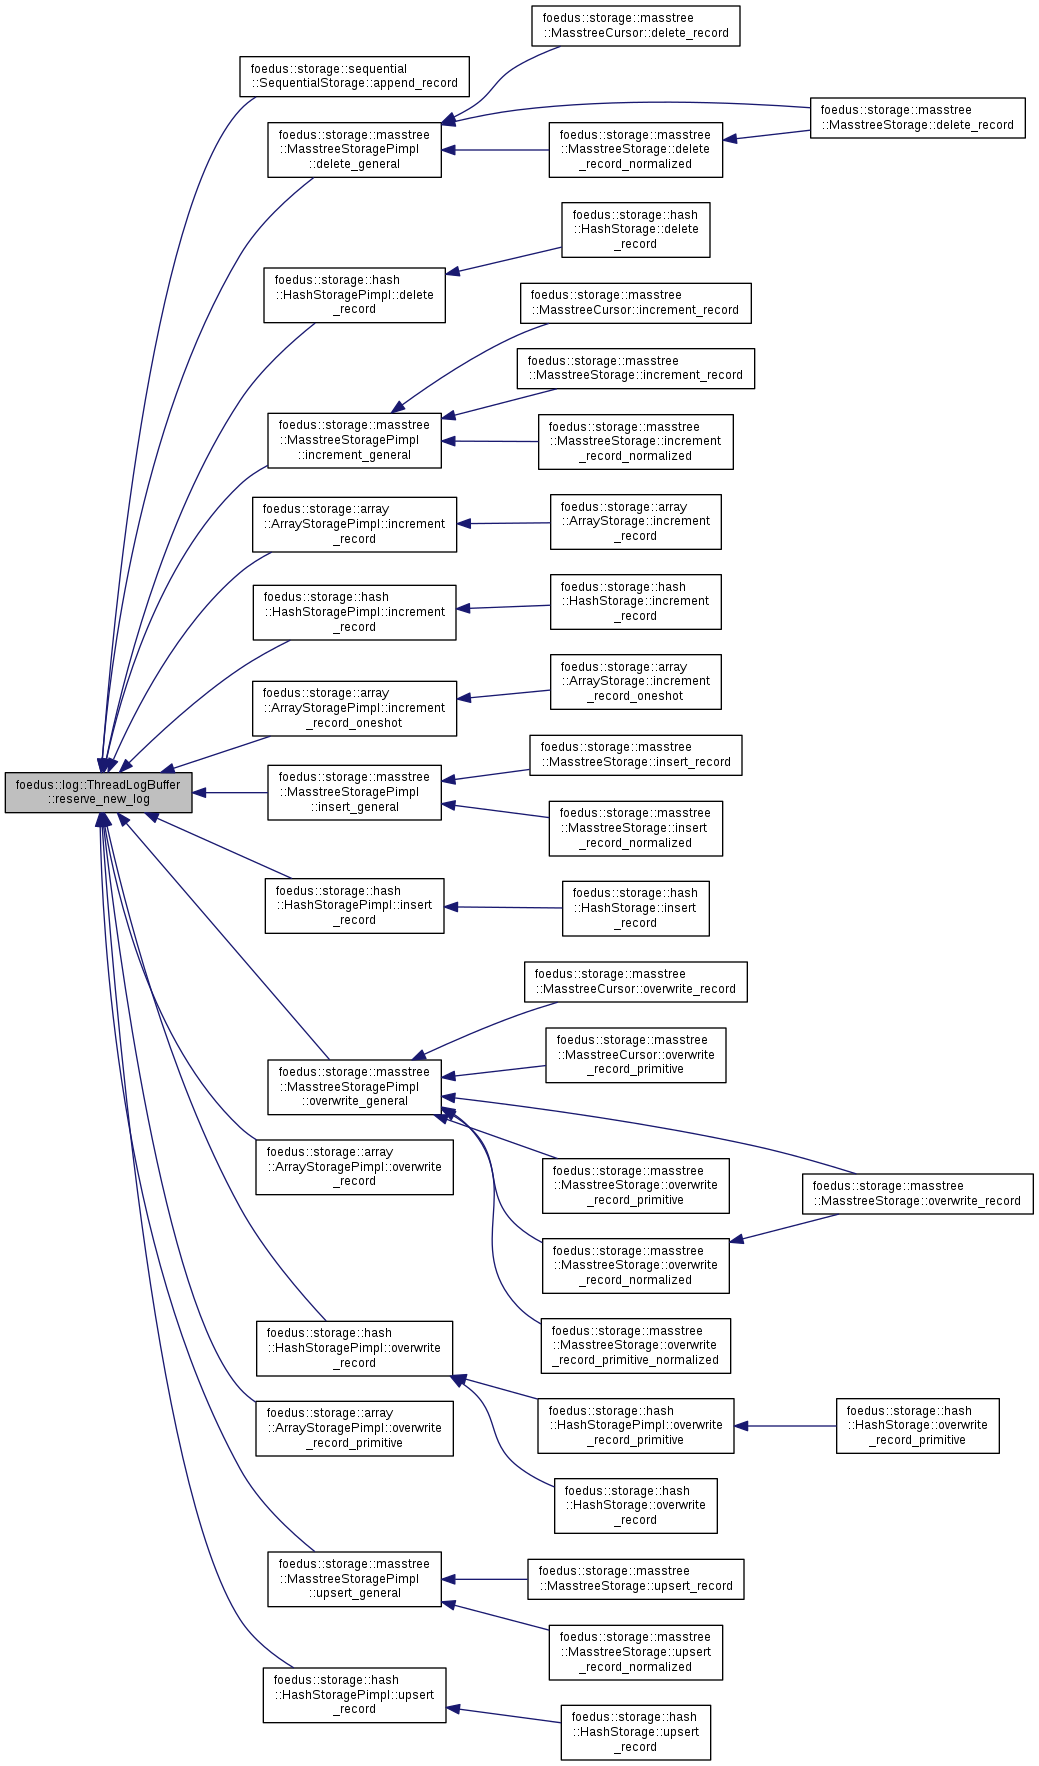 foedus::storage::masstree
::MasstreeCursor::delete_record
foedus::storage::sequential
::SequentialStorage::append_record
foedus::storage::masstree
::MasstreeStorage::delete_record
foedus::storage::masstree
::MasstreeStoragePimpl
::delete_general
foedus::storage::masstree
::MasstreeStorage::delete
_record_normalized
foedus::storage::hash
::HashStorage::delete
_record
foedus::storage::hash
::HashStoragePimpl::delete
_record
foedus::storage::masstree
::MasstreeCursor::increment_record
foedus::storage::masstree
::MasstreeStorage::increment_record
foedus::storage::masstree
::MasstreeStoragePimpl
::increment_general
foedus::storage::masstree
::MasstreeStorage::increment
_record_normalized
foedus::storage::array
::ArrayStoragePimpl::increment
_record
foedus::storage::array
::ArrayStorage::increment
_record
foedus::storage::hash
::HashStoragePimpl::increment
_record
foedus::storage::hash
::HashStorage::increment
_record
foedus::storage::array
::ArrayStoragePimpl::increment
_record_oneshot
foedus::storage::array
::ArrayStorage::increment
_record_oneshot
foedus::log::ThreadLogBuffer
::reserve_new_log
foedus::storage::masstree
::MasstreeStoragePimpl
::insert_general
foedus::storage::masstree
::MasstreeStorage::insert_record
foedus::storage::masstree
::MasstreeStorage::insert
_record_normalized
foedus::storage::hash
::HashStoragePimpl::insert
_record
foedus::storage::hash
::HashStorage::insert
_record
foedus::storage::masstree
::MasstreeCursor::overwrite_record
foedus::storage::masstree
::MasstreeCursor::overwrite
_record_primitive
foedus::storage::masstree
::MasstreeStoragePimpl
::overwrite_general
foedus::storage::array
::ArrayStoragePimpl::overwrite
_record
foedus::storage::masstree
::MasstreeStorage::overwrite
_record_primitive
foedus::storage::masstree
::MasstreeStorage::overwrite_record
foedus::storage::masstree
::MasstreeStorage::overwrite
_record_normalized
foedus::storage::masstree
::MasstreeStorage::overwrite
_record_primitive_normalized
foedus::storage::hash
::HashStoragePimpl::overwrite
_record
foedus::storage::array
::ArrayStoragePimpl::overwrite
_record_primitive
foedus::storage::hash
::HashStoragePimpl::overwrite
_record_primitive
foedus::storage::hash
::HashStorage::overwrite
_record_primitive
foedus::storage::hash
::HashStorage::overwrite
_record
foedus::storage::masstree
::MasstreeStoragePimpl
::upsert_general
foedus::storage::masstree
::MasstreeStorage::upsert_record
foedus::storage::masstree
::MasstreeStorage::upsert
_record_normalized
foedus::storage::hash
::HashStoragePimpl::upsert
_record
foedus::storage::hash
::HashStorage::upsert
_record